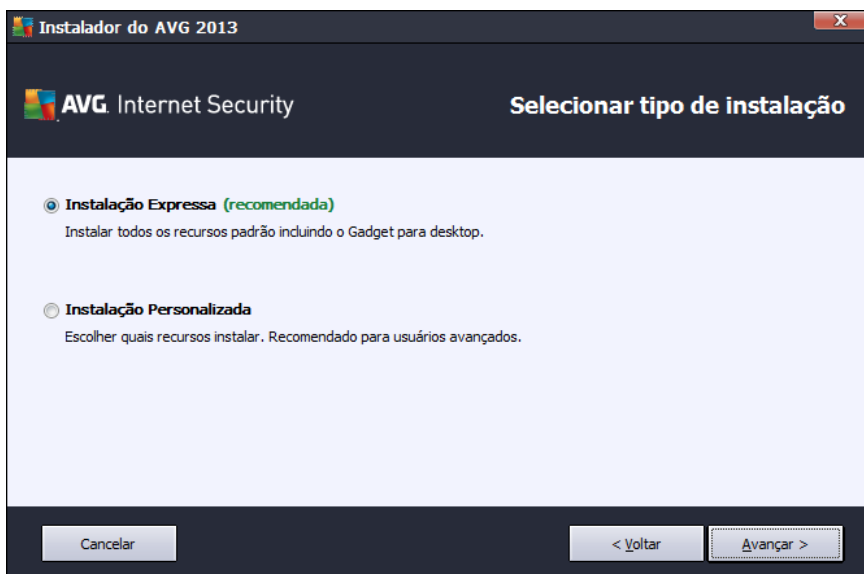 Instalador do AVG 2013
AVG. Internet Security
Selecionar tipo de instalação
Instalação Expressa (recomendada)
Instalar todos os recursos padrão incluindo o Gadget para desktop.
Instalação Personalizada
Escolher quais recursos instalar. Recomendado para usuários avançados.
Cancelar
< Voltar
Avançar >